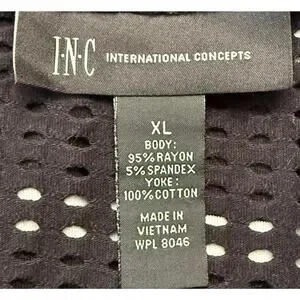 I·N·C INTERNATIONAL CONCEPTS
XL
BODY:
95% RAYON
5% SPANDEX
YOKE:
100% COTTON
MADE IN
VIETNAM
WPL 8046